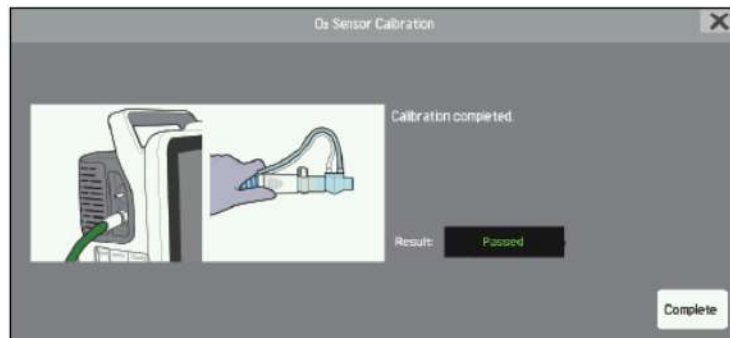 O₂ Sensor Calibration
Calibration completed.
Result:
Passed
Complete